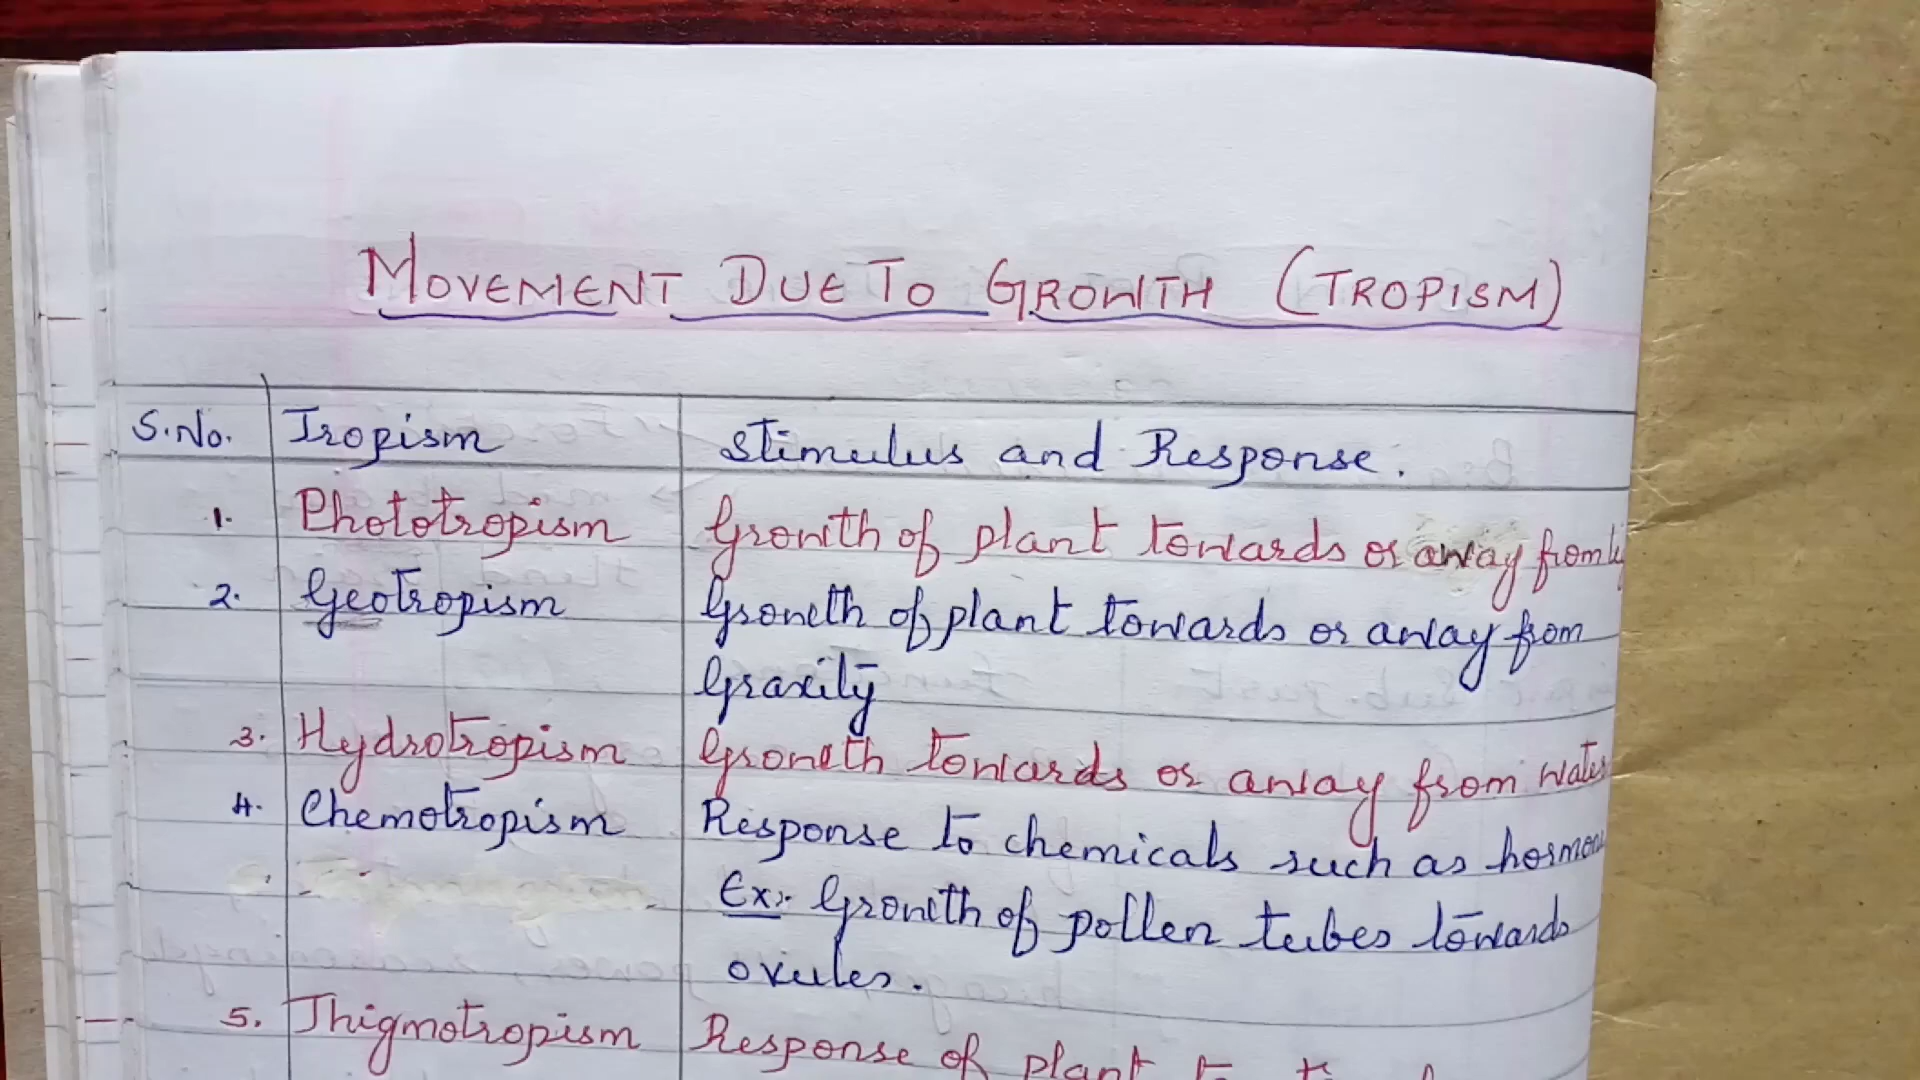 MOVEMENT DUE TO GROWTH (TROPISM)
S.No. Tropism Stimulus and Response.
1. Phototropism Growth of plant towards or away from
2. Geotropism Growth of plant towards or away from
Gravity
3. Hydrotropism Growth towards or away from water
4. Chemotropism Response to chemicals such as
Ex:- Growth of pollen tubes towards
ovules.
5. Thigmotropism Response of plant